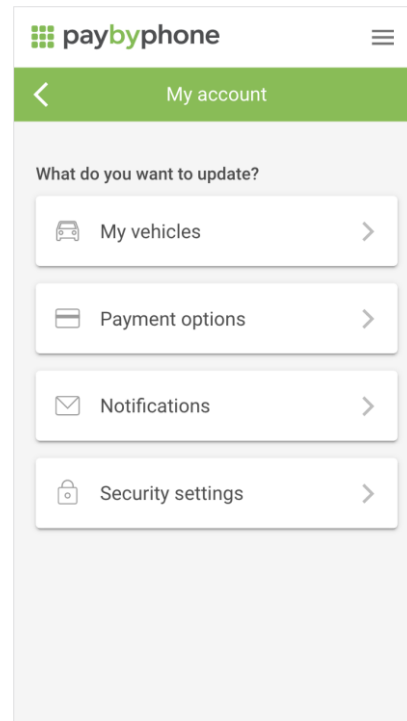 paybyphone
My account
What do you want to update?
My vehicles
Payment options
Notifications
Security settings